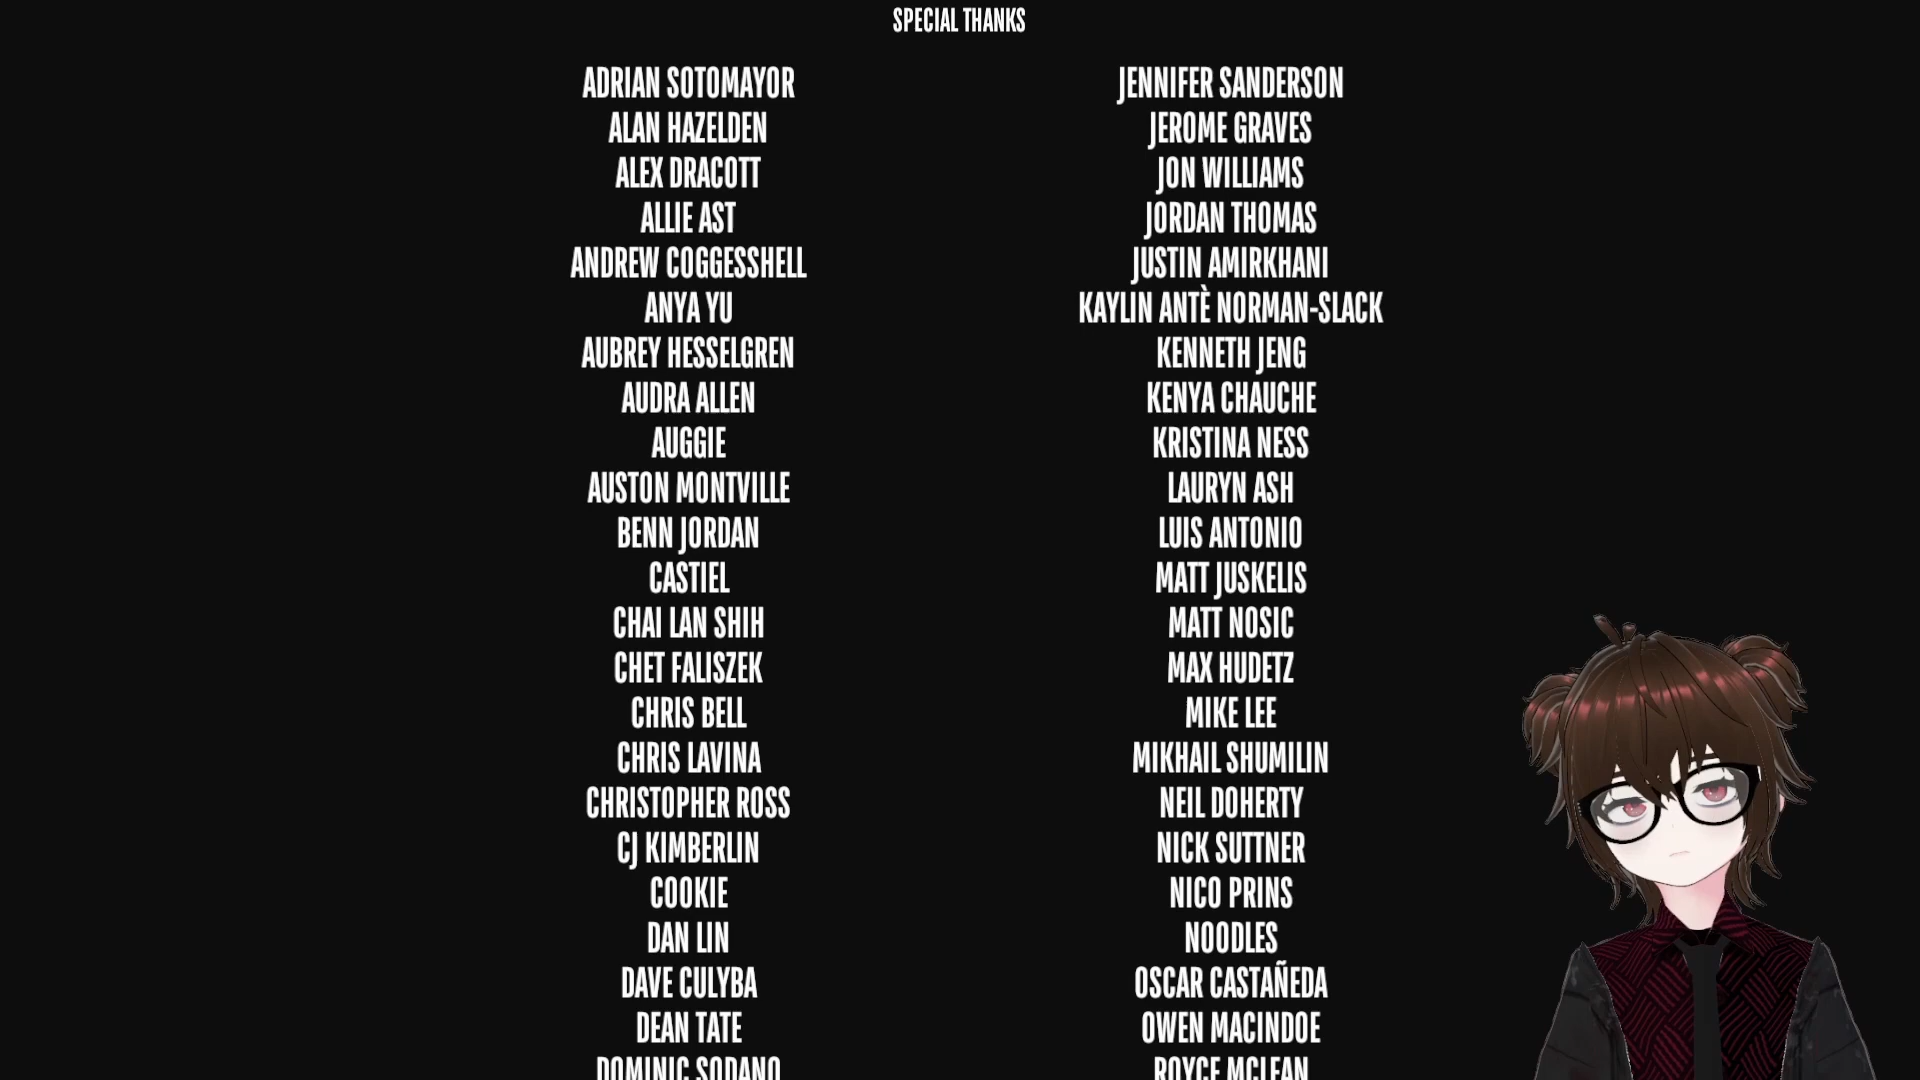 SPECIAL THANKS
ADRIAN SOTOMAYOR
ALAN HAZELDEN
ALEX DRACOTT
ALLIE AST
ANDREW COGGESSHELL
ANYA YU
AUBREY HESSELGREN
AUDRA ALLEN
AUGGIE
AUSTON MONTVILLE
BENN JORDAN
CASTIEL
CHAI LAN SHIH
CHET FALISZEK
CHRIS BELL
CHRIS LAVINA
CHRISTOPHER ROSS
CJ KIMBERLIN
COOKIE
DAN LIN
DAVE CULYBA
DEAN TATE
DOMINIC SODANO
JENNIFER SANDERSON
JEROME GRAVES
JON WILLIAMS
JORDAN THOMAS
JUSTIN AMIRKHANI
KAYLIN ANTÈ NORMAN-SLACK
KENNETH JENG
KENYA CHAUCHE
KRISTINA NESS
LAURYN ASH
LUIS ANTONIO
MATT JUSKELIS
MATT NOSIC
MAX HUDETZ
MIKE LEE
MIKHAIL SHUMILIN
NEIL DOHERTY
NICK SUTTNER
NICO PRINS
NOODLES
OSCAR CASTAÑEDA
OWEN MACINDOE
ROYCE MCLEAN